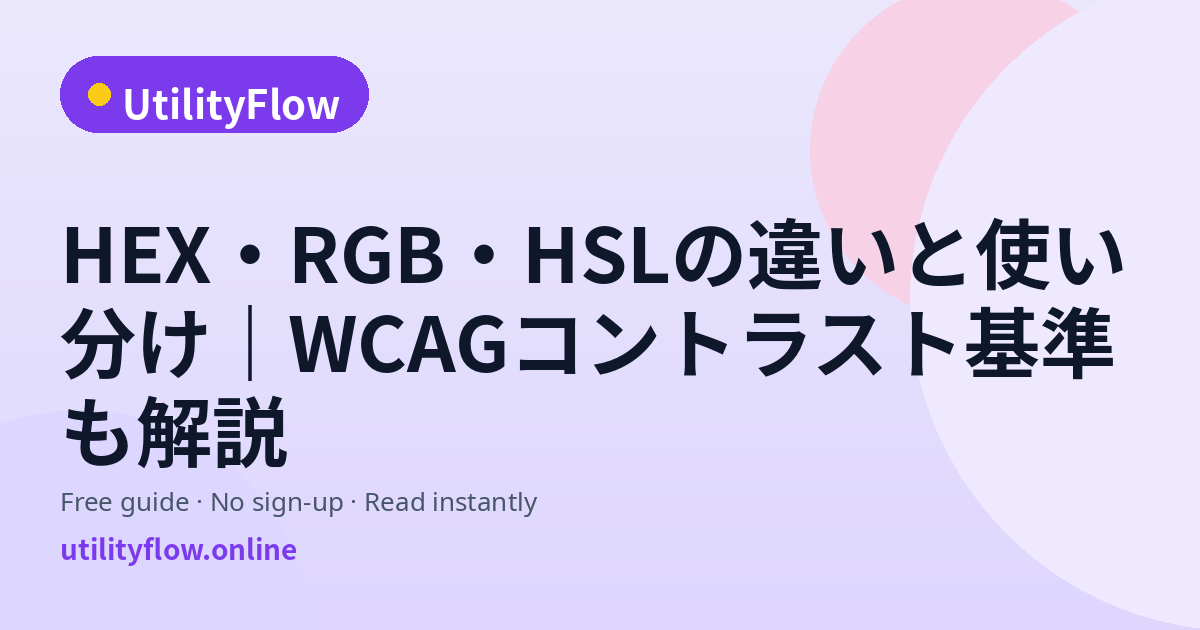 UtilityFlow
HEX・RGB・HSLの違いと使い
分け｜WCAGコントラスト基準
も解説
Free guide · No sign-up · Read instantly
utilityflow.online